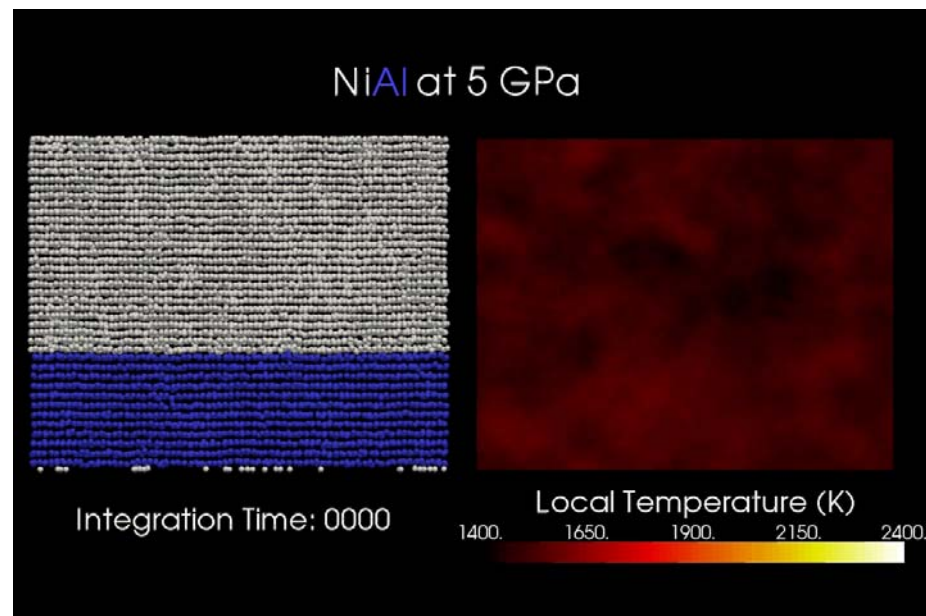 NiAl at 5 GPa
Integration Time: 0000
Local Temperature (K)
1400. 1650. 1900. 2150. 2400.